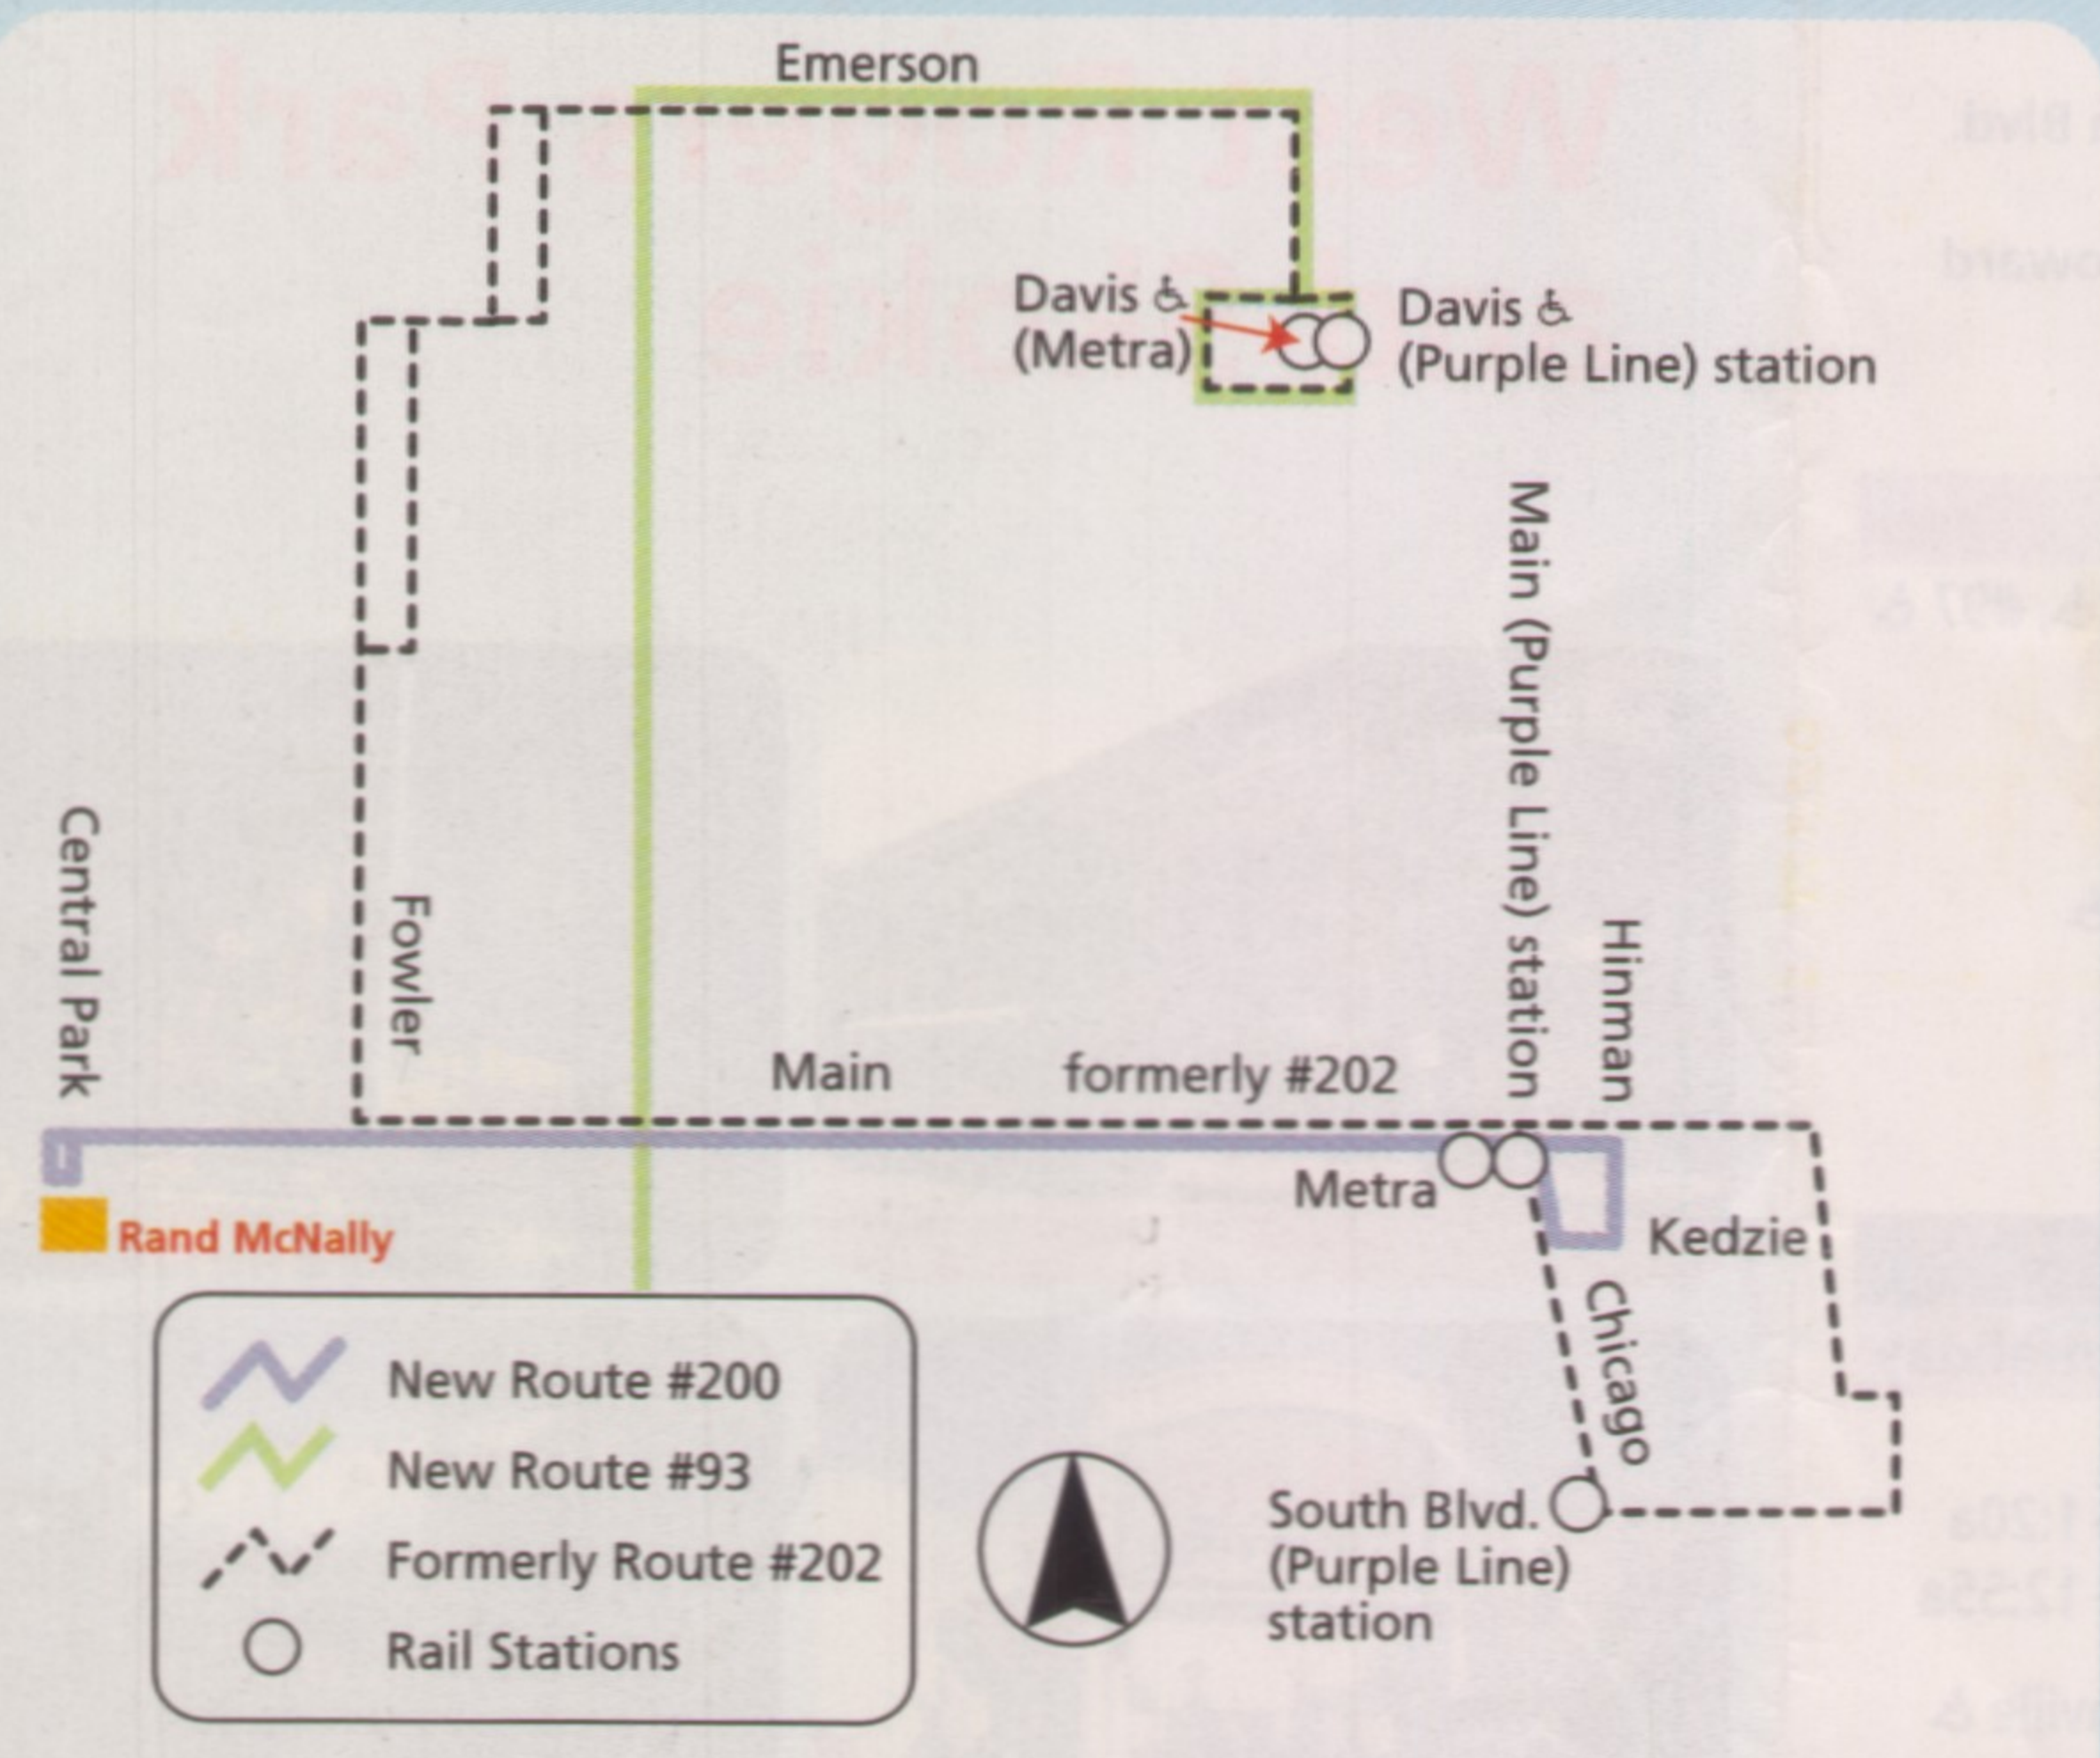 Emerson
Davis ♿
(Metra)
Davis ♿
(Purple Line) station
Main (Purple Line) station
Hinman
Central Park
Fowler
Main
formerly #202
Metra
Kedzie
Rand McNally
Chicago
New Route #200
New Route #93
Formerly Route #202
Rail Stations
South Blvd.
(Purple Line)
station